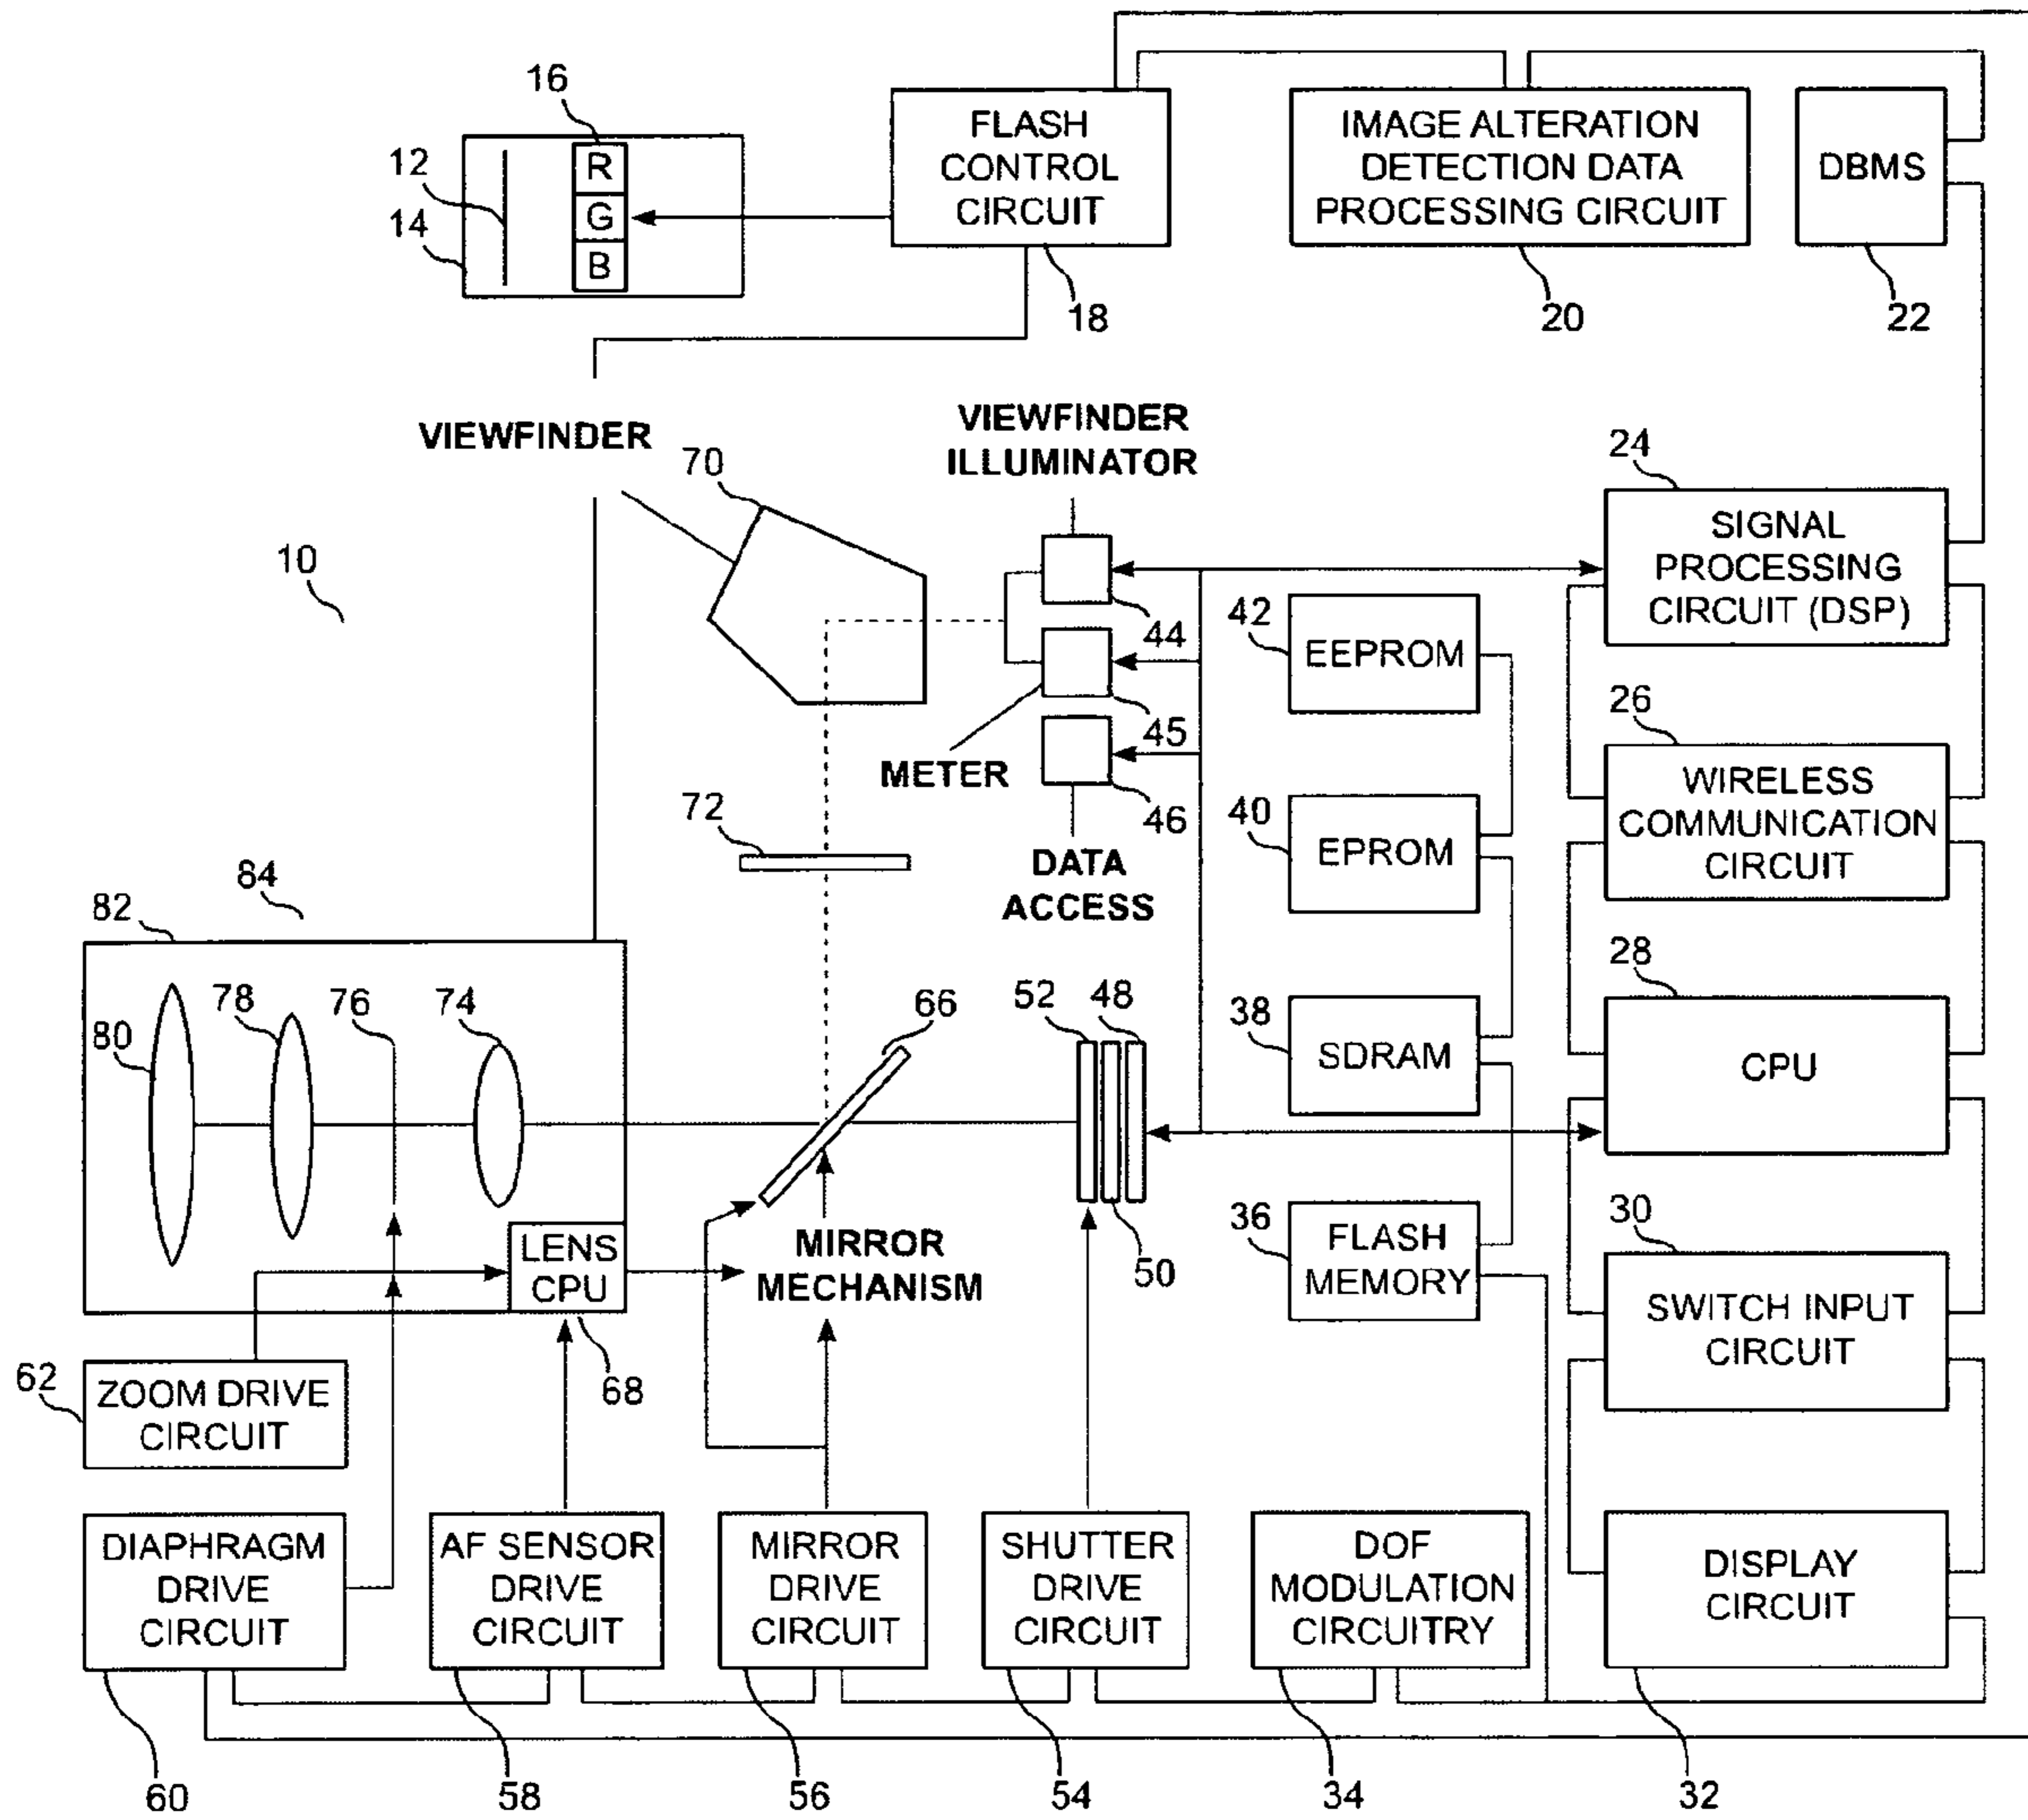 16
12
14
R
G
B
FLASH
CONTROL
CIRCUIT
18
IMAGE ALTERATION
DETECTION DATA
PROCESSING CIRCUIT
20
DBMS
22
VIEWFINDER
70
VIEWFINDER
ILLUMINATOR
10
44
45
46
METER
DATA
ACCESS
72
24
SIGNAL
PROCESSING
CIRCUIT (DSP)
42
EEPROM
26
WIRELESS
COMMUNICATION
CIRCUIT
40
EPROM
84
82
80
78
76
74
66
52
48
50
38
SDRAM
28
CPU
LENS
CPU
68
MIRROR
MECHANISM
36
FLASH
MEMORY
30
SWITCH INPUT
CIRCUIT
62
ZOOM DRIVE
CIRCUIT
DIAPHRAGM
DRIVE
CIRCUIT
60
AF SENSOR
DRIVE
CIRCUIT
58
MIRROR
DRIVE
CIRCUIT
56
SHUTTER
DRIVE
CIRCUIT
54
DOF
MODULATION
CIRCUITRY
34
DISPLAY
CIRCUIT
32